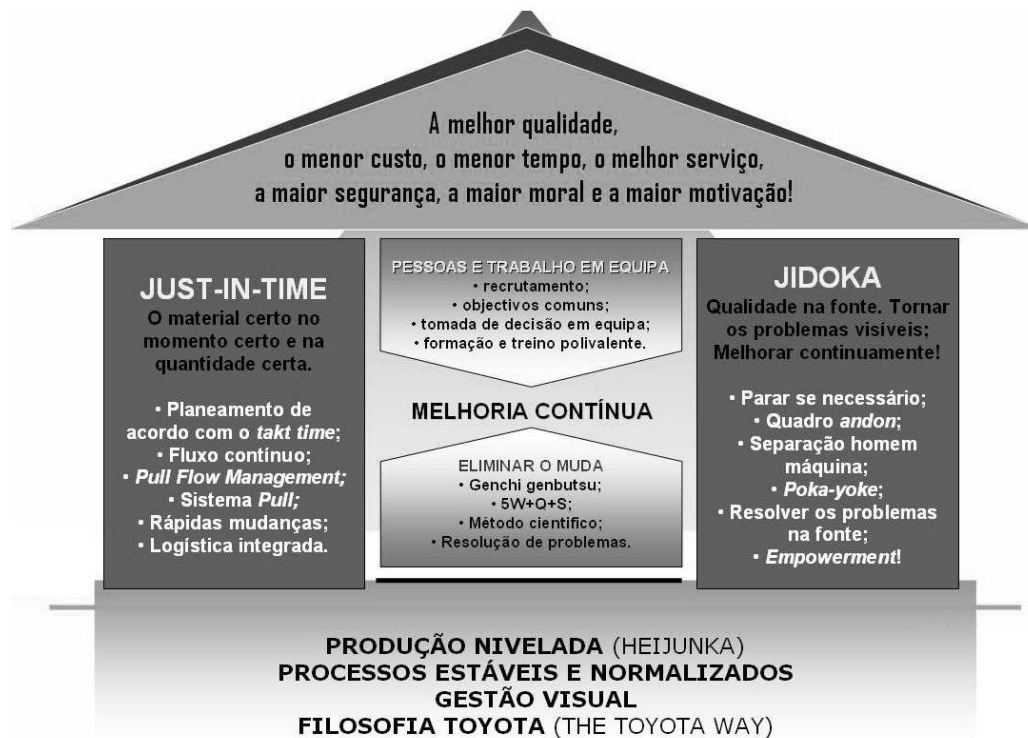 A melhor qualidade,
o menor custo, o menor tempo, o melhor serviço,
a maior segurança, a maior moral e a maior motivação!
JUST-IN-TIME
O material certo no
momento certo e na
quantidade certa.
• Planeamento de
acordo com o takt time;
• Fluxo contínuo;
• Pull Flow Management;
• Sistema Pull;
• Rápidas mudanças;
• Logística integrada.
PESSOAS E TRABALHO EM EQUIPA
• recrutamento;
• objectivos comuns;
• tomada de decisão em equipa;
• formação e treino polivalente.
MELHORIA CONTÍNUA
ELIMINAR O MUDA
• Genchi genbutsu;
• 5W+Q+S;
• Método cientifico;
• Resolução de problemas.
JIDOKA
Qualidade na fonte. Tornar
os problemas visíveis;
Melhorar continuamente!
• Parar se necessário;
• Quadro andon;
• Separação homem
máquina;
• Poka-yoke;
• Resolver os problemas
na fonte;
• Empowerment!
PRODUÇÃO NIVELADA (HEIJUNKA)
PROCESSOS ESTÁVEIS E NORMALIZADOS
GESTÃO VISUAL
FILOSOFIA TOYOTA (THE TOYOTA WAY)